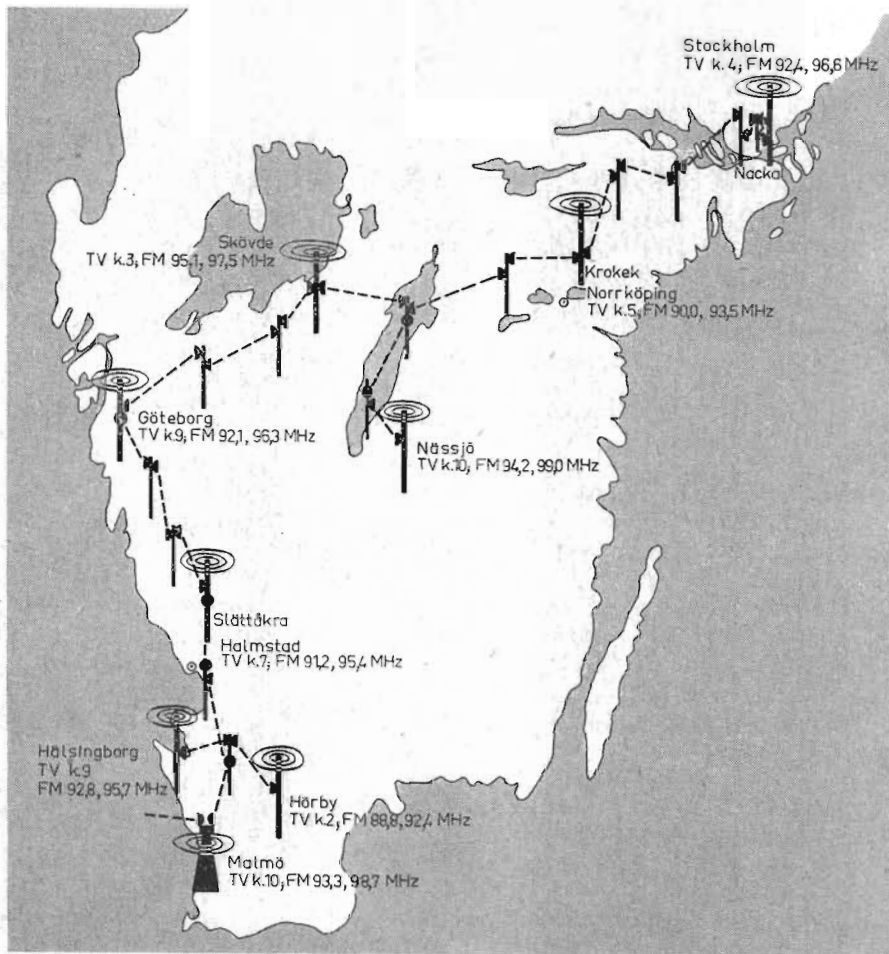 Stockholm
TV k.4; FM 92,4, 96,6 MHz
Nacka
Skövde
TV k.3; FM 95,1, 97,5 MHz
Krokek
Norrköping
TV k.5; FM 90,0, 93,5 MHz
Göteborg
TV k.9; FM 92,1, 96,3 MHz
Nässjö
TV k.10; FM 94,2, 99,0 MHz
Slättåkra
Halmstad
TV k.7; FM 91,2, 95,4 MHz
Hälsingborg
TV k.9
FM 92,8, 95,7 MHz
Hörby
TV k.2, FM 88,8, 92,4 MHz
Malmö
TV k.10; FM 93,3, 98,7 MHz